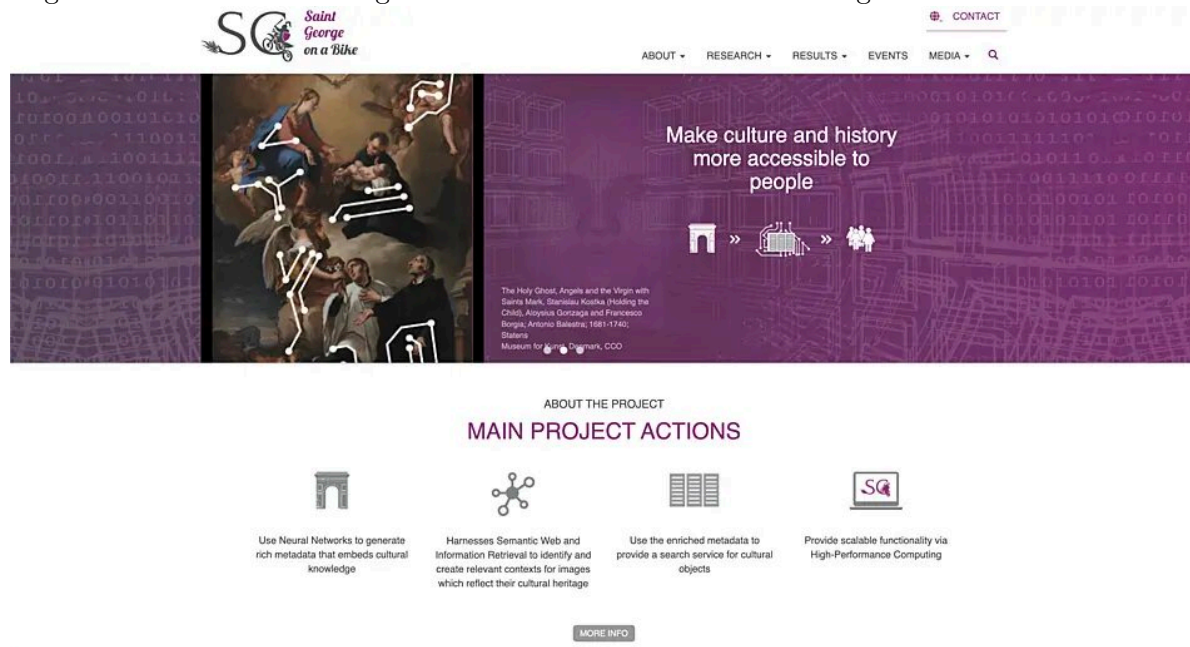 Saint
George
on a Bike
CONTACT
ABOUT
RESEARCH
RESULTS
EVENTS
MEDIA
Make culture and history
more accessible to
people
The Holy Ghost, Angels and the Virgin with
Saints Mark, Stanislau Kostka (Holding the
Child), Aloysius Gonzaga and Francesco
Borgia; Antonio Balestra; 1681-1740;
Statens
Museum for Kunst, Denmark, CCO
ABOUT THE PROJECT
MAIN PROJECT ACTIONS
Use Neural Networks to generate
rich metadata that embeds cultural
knowledge
Harnesses Semantic Web and
Information Retrieval to identify and
create relevant contexts for images
which reflect their cultural heritage
Use the enriched metadata to
provide a search service for cultural
objects
SG
Provide scalable functionality via
High-Performance Computing
MORE INFO